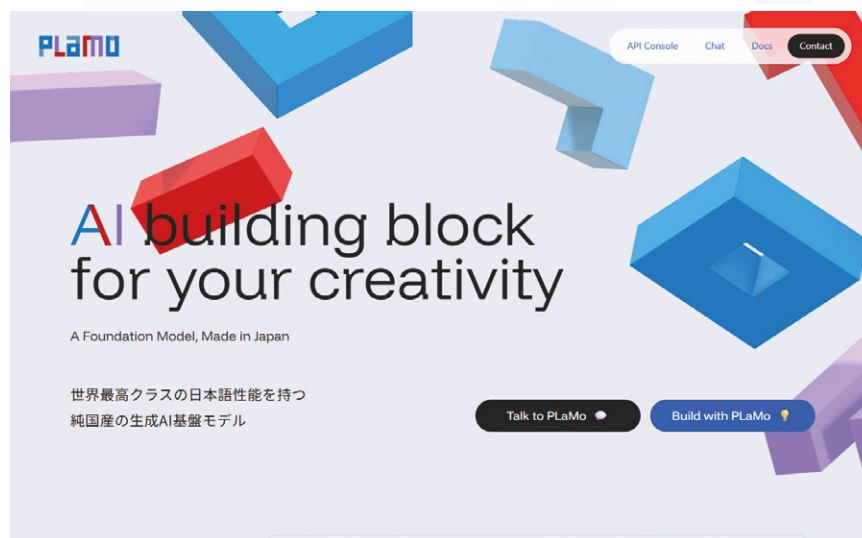 PLaMo
API Console
Chat
Docs
Contact
AI building block
for your creativity
A Foundation Model, Made in Japan
世界最高クラスの日本語性能を持つ
純国産の生成AI基盤モデル
Talk to PLaMo
Build with PLaMo